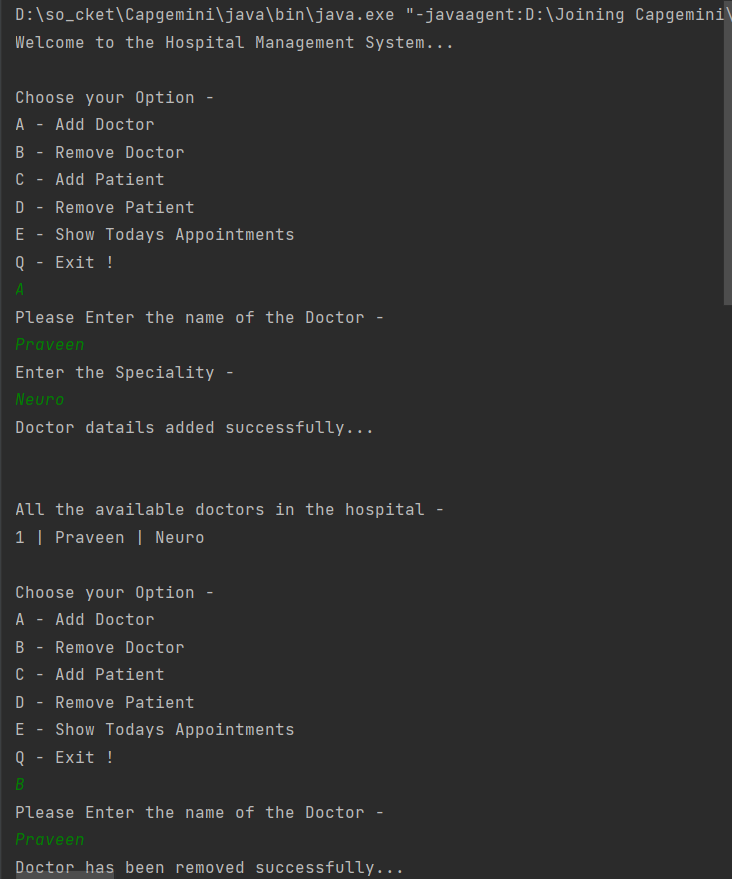 D:\so_cket\Capgemini\java\bin\java.exe "-javaagent:D:\Joining Capgemini\
Welcome to the Hospital Management System...
Choose your Option -
A - Add Doctor
B - Remove Doctor
C - Add Patient
D - Remove Patient
E - Show Todays Appointments
Q - Exit !
A
Please Enter the name of the Doctor -
Praveen
Enter the Speciality -
Neuro
Doctor datails added successfully...
All the available doctors in the hospital -
1 | Praveen | Neuro
Choose your Option -
A - Add Doctor
B - Remove Doctor
C - Add Patient
D - Remove Patient
E - Show Todays Appointments
Q - Exit !
B
Please Enter the name of the Doctor -
Praveen
Doctor has been removed successfully...